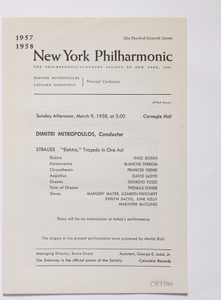 1957
1958
One Hundred Sixteenth Season
New York Philharmonic
THE PHILHARMONIC-SYMPHONY SOCIETY OF NEW YORK, INC.
DIMITRI MITROPOULOS
LEONARD BERNSTEIN
Principal Conductors
Sunday Afternoon, March 9, 1958, at 3:00
Carnegie Hall
DIMITRI MITROPOULOS, Conductor
STRAUSS "Elektra," Tragedy in One Act
Elektra INGE BORKH
Klytemnestra BLANCHE THEBOM
Chrysothemis FRANCES YEEND
Aegisthus DAVID LLOYD
Orestes GIORGIO TOZZI
Tutor of Orestes THOMAS PYSHER
MARGERY MAYER, LIZABETH PRITCHETT
EVELYN SACHS, JUNE KELLY
MARJORIE McCLUNG
There will be no intermission at today's performance
The singers in the present performance were prepared by Martin Rich
Managing Director, Bruno Zirato
Assistant, George E. Judd, Jr.
The Steinway is the official piano of the Society
Columbia Records